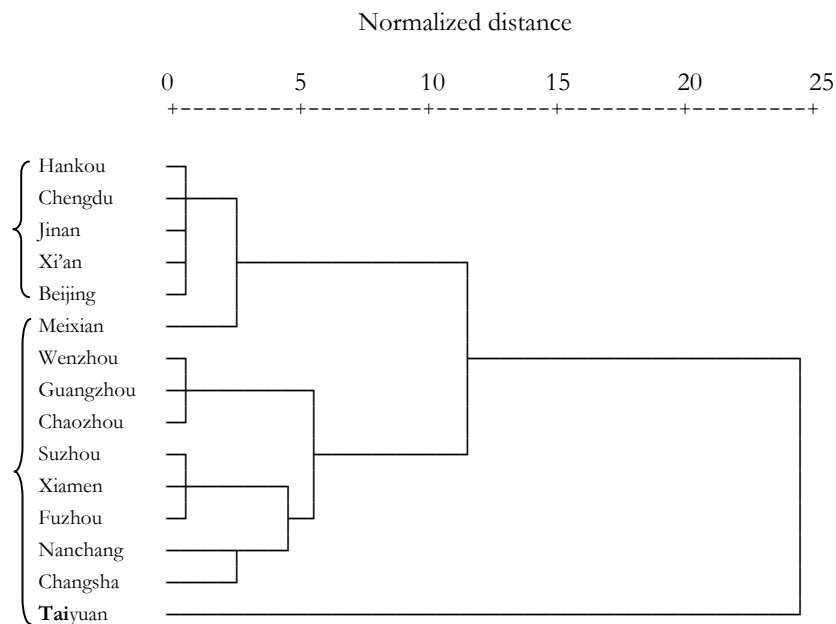 Normalized distance
0 5 10 15 20 25
+---------+---------+---------+---------+---------+
Hankou
Chengdu
Jinan
Xi’an
Beijing
Meixian
Wenzhou
Guangzhou
Chaozhou
Suzhou
Xiamen
Fuzhou
Nanchang
Changsha
Taiyuan